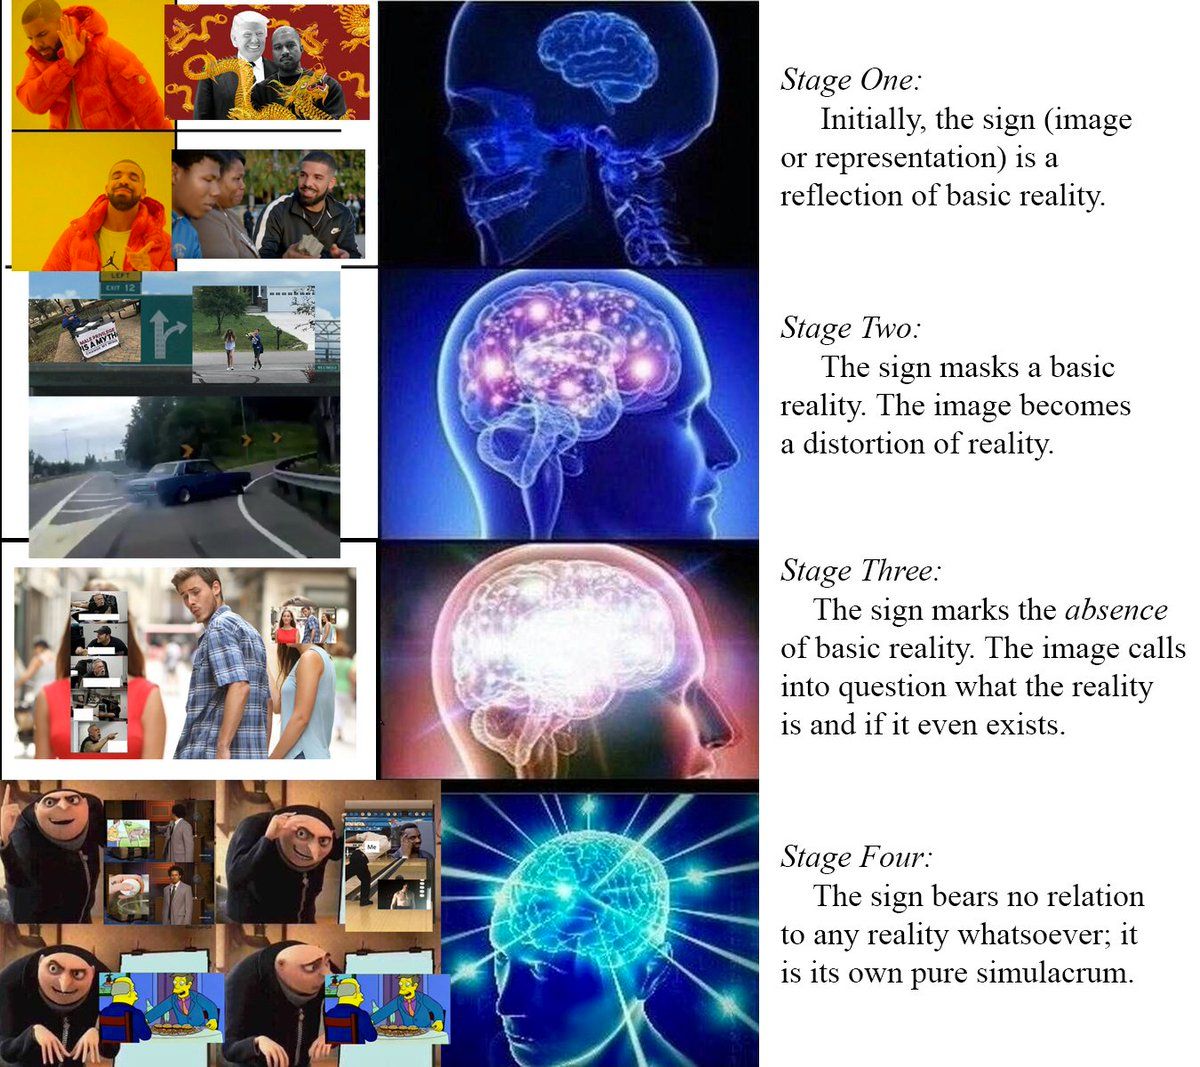 Stage One:
Initially, the sign (image
or representation) is a
reflection of basic reality.
LEFT
EXIT 12
MALE PRIVILEGE
IS A MYTH
Stage Two:
The sign masks a basic
reality. The image becomes
a distortion of reality.
Stage Three:
The sign marks the absence
of basic reality. The image calls
into question what the reality
is and if it even exists.
Me
Stage Four:
The sign bears no relation
to any reality whatsoever; it
is its own pure simulacrum.